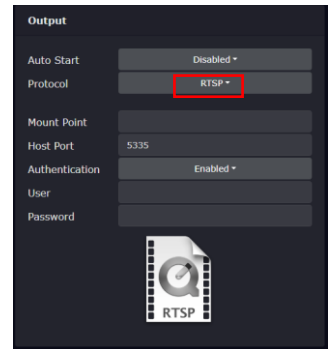 Output
Auto Start Disabled
Protocol RTSP
Mount Point
Host Port 5335
Authentication Enabled
User
Password
RTSP